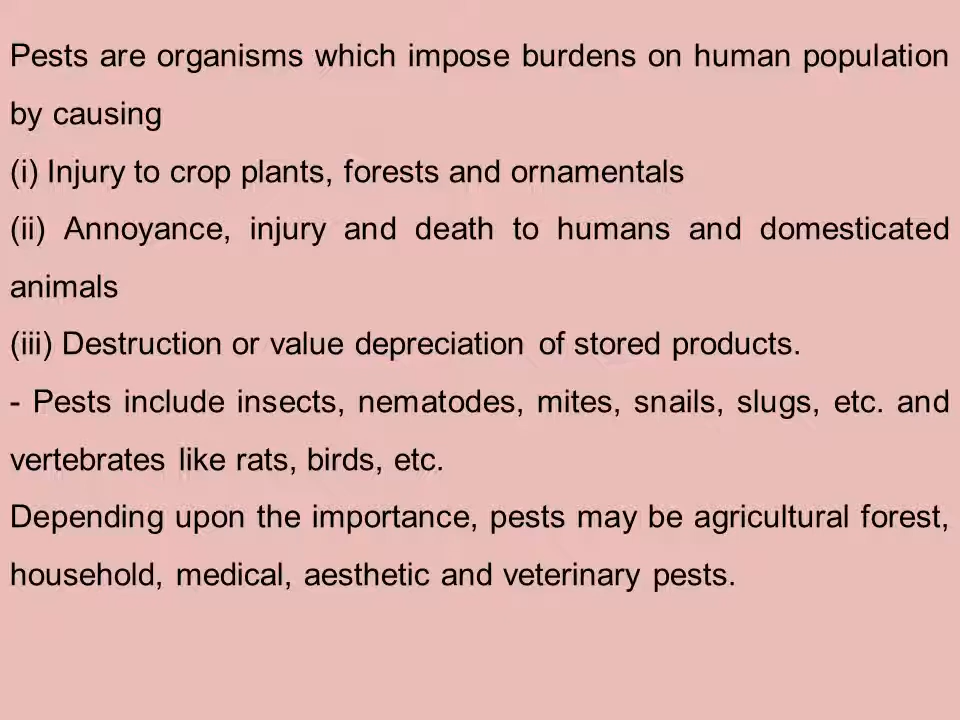 Pests are organisms which impose burdens on human population
by causing
(i) Injury to crop plants, forests and ornamentals
(ii) Annoyance, injury and death to humans and domesticated
animals
(iii) Destruction or value depreciation of stored products.
- Pests include insects, nematodes, mites, snails, slugs, etc. and
vertebrates like rats, birds, etc.
Depending upon the importance, pests may be agricultural forest,
household, medical, aesthetic and veterinary pests.